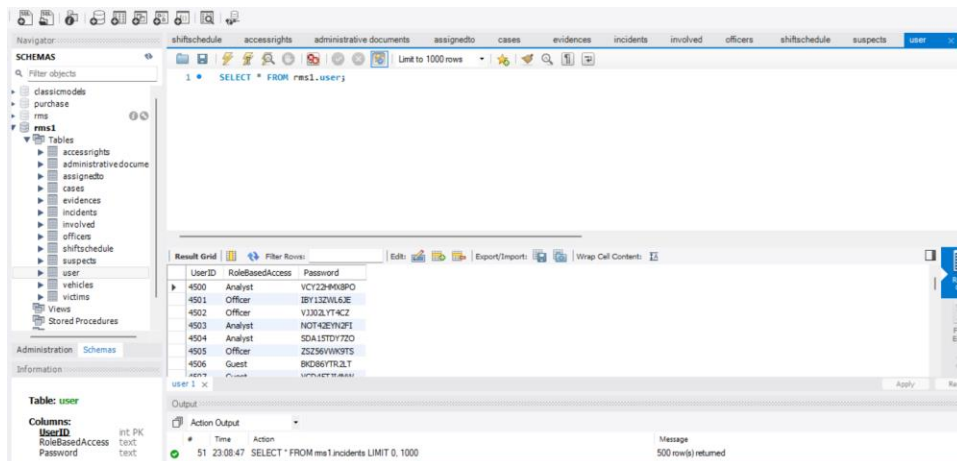 Navigator
shiftschedule accessrights administrative documents assignedto cases evidences incidents involved officers shiftschedule suspects user
SCHEMAS
Filter objects
classicmodels
purchase
rms
rms1
Tables
accessrights
administrativedocume
assignedto
cases
evidences
incidents
involved
officers
shiftschedule
suspects
user
vehicles
victims
Views
Stored Procedures
Administration Schemas
Information
Table: user
Columns:
UserID int PK
RoleBasedAccess text
Password text
Limit to 1000 rows
1 SELECT * FROM rms1.user;
Result Grid Filter Rows: Edit: Export/Import: Wrap Cell Content:
UserID RoleBasedAccess Password
4500 Analyst VCY22HMX8PO
4501 Officer IBY13ZWL6JE
4502 Officer VJJ02LYT4CZ
4503 Analyst NOT42EYN2FI
4504 Analyst SDA15TDY7ZO
4505 Officer ZSZ56VWK9TS
4506 Guest BKD86YTR2LT
4507 Guest
user 1 Apply
Output
Action Output
# Time Action Message
51 23:08:47 SELECT * FROM rms1.incidents LIMIT 0, 1000 500 row(s) returned